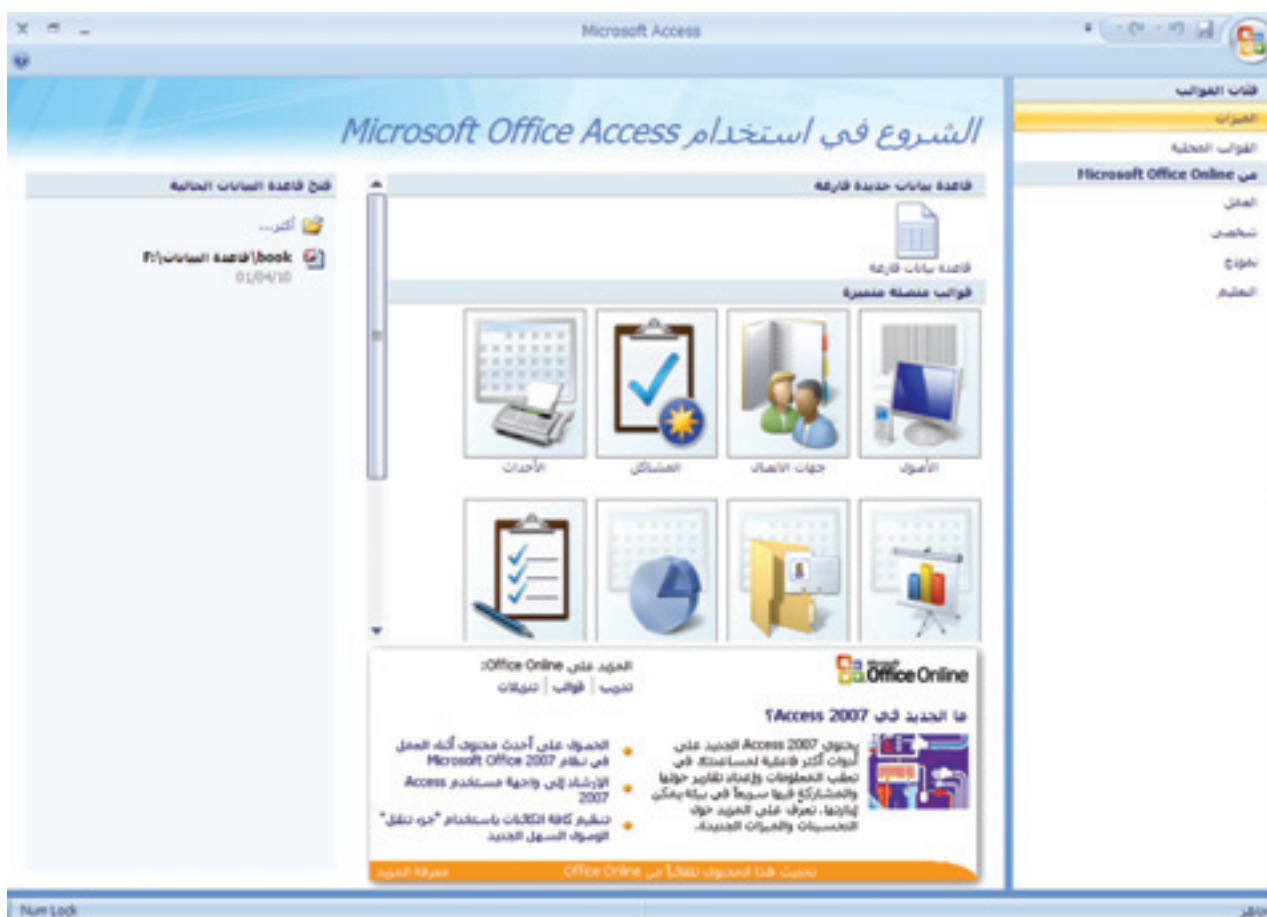 Microsoft Access
فئات القوالب
الميزات
القوالب المحلية
من Microsoft Office Online
العمل
شخصي
نموذج
التعليم
الشروع في استخدام Microsoft Office Access
قاعدة بيانات جديدة فارغة
قاعدة بيانات فارغة
قوالب متصلة متميزة
الأصول
جهات الاتصال
المشاكل
الأحداث
فتح قاعدة البيانات الحالية
أكثر...
F:\قاعدة البيانات\book
01/04/10
Microsoft
Office Online
المزيد على Office Online:
تدريب | قوالب | تنزيلات
ما الجديد في Access 2007؟
يحتوي Access 2007 الجديد على
أدوات أكثر فاعلية لمساعدتك في
تعقب المعلومات وإعداد تقارير حولها
والمشاركة فيها سريعاً في بيئة يمكن
إدارتها. تعرف على المزيد حول
التحسينات والميزات الجديدة.
الحصول على أحدث محتوى أثناء العمل
في نظام Microsoft Office 2007
الإرشاد إلى واجهة مستخدم Access
2007
تنظيم كافة الكائنات باستخدام "جزء تنقل"
الوصول السهل الجديد
تحديث هذا المحتوى تلقائياً من Office Online
معرفة المزيد
جاهز
Num Lock